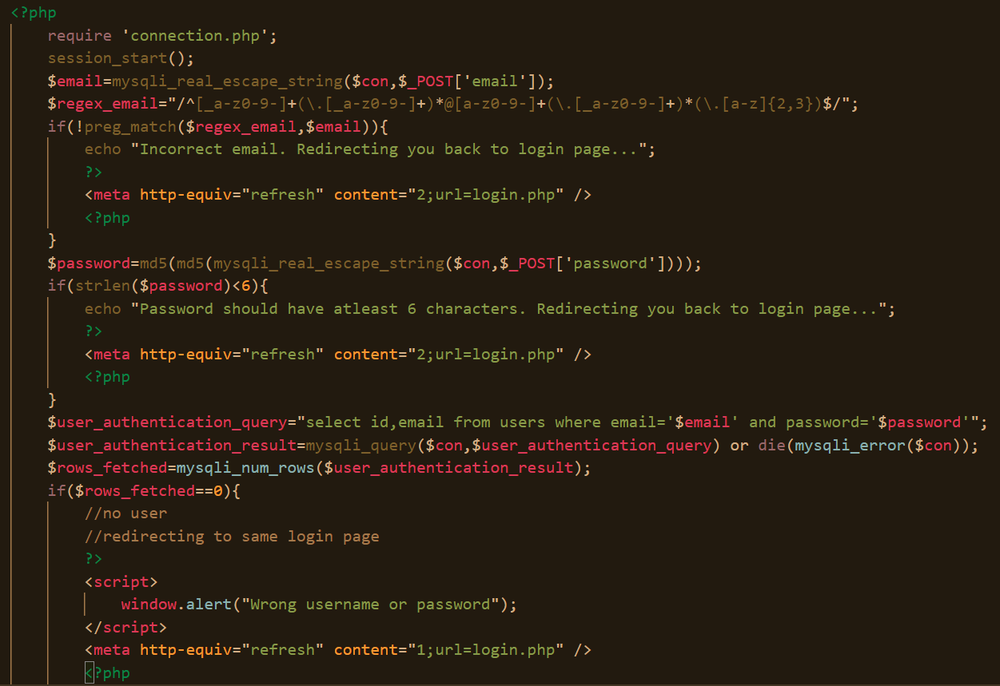 <?php
require 'connection.php';
session_start();
$email=mysqli_real_escape_string($con,$_POST['email']);
$regex_email="/^[_a-z0-9-]+(\.[_a-z0-9-]+)*@[a-z0-9-]+(\.[_a-z0-9-]+)*(\.[a-z]{2,3})$/";
if(!preg_match($regex_email,$email)){
echo "Incorrect email. Redirecting you back to login page...";
?>
<meta http-equiv="refresh" content="2;url=login.php" />
<?php
}
$password=md5(md5(mysqli_real_escape_string($con,$_POST['password'])));
if(strlen($password)<6){
echo "Password should have atleast 6 characters. Redirecting you back to login page...";
?>
<meta http-equiv="refresh" content="2;url=login.php" />
<?php
}
$user_authentication_query="select id,email from users where email='$email' and password='$password'";
$user_authentication_result=mysqli_query($con,$user_authentication_query) or die(mysqli_error($con));
$rows_fetched=mysqli_num_rows($user_authentication_result);
if($rows_fetched==0){
//no user
//redirecting to same login page
?>
<script>
window.alert("Wrong username or password");
</script>
<meta http-equiv="refresh" content="1;url=login.php" />
<?php